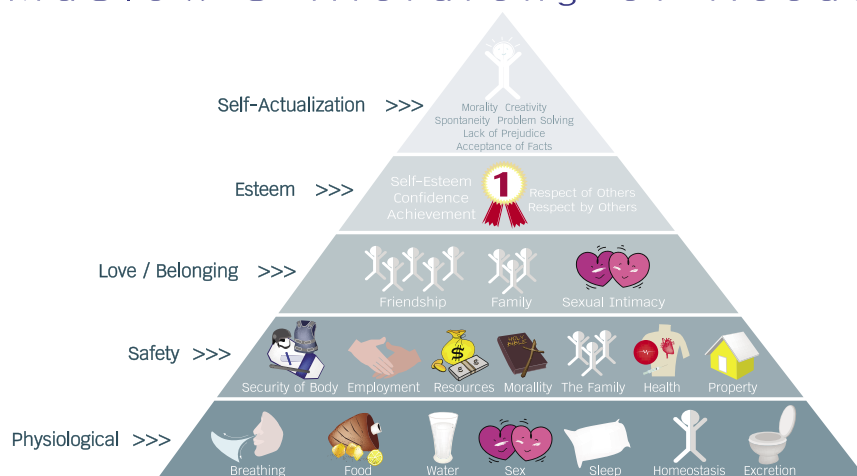 Self-Actualization >>>
Morality Creativity
Spontaneity Problem Solving
Lack of Prejudice
Acceptance of Facts
Esteem >>>
Self-Esteem
Confidence
Achievement
1
Respect of Others
Respect by Others
Love / Belonging >>>
Friendship Family Sexual Intimacy
Safety >>>
$
HOLY
BIBLE
Security of Body Employment Resources Morallity The Family Health Property
Physiological >>>
Breathing Food Water Sex Sleep Homeostasis Excretion